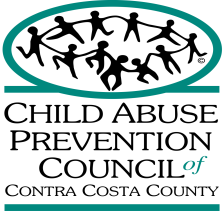 ©
CHILD ABUSE
PREVENTION
COUNCIL of
CONTRA COSTA COUNTY